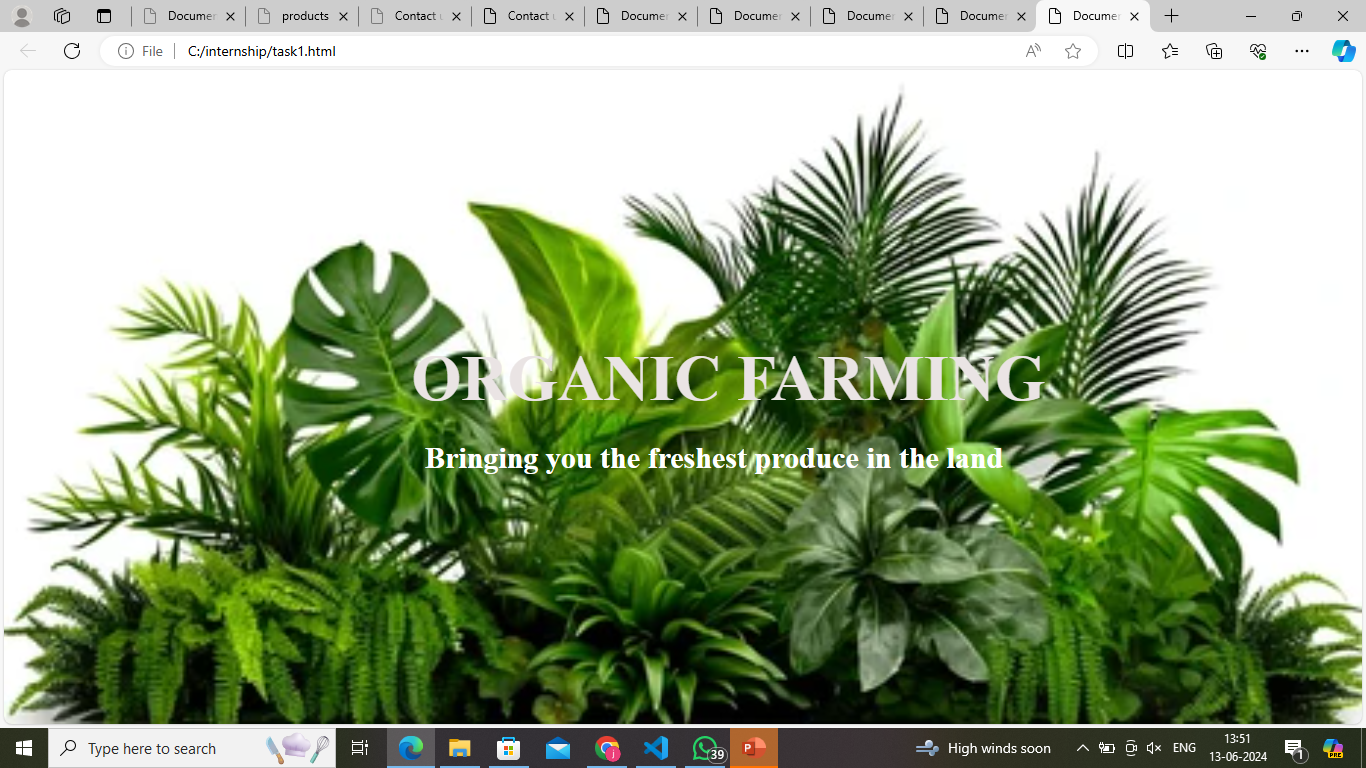 Documen
products
Contact u
Contact u
Documen
Documen
Documen
Documen
Documen
File
C:/internship/task1.html
ORGANIC FARMING
Bringing you the freshest produce in the land
Type here to search
39
High winds soon
ENG
13:51
13-06-2024
1
PRE